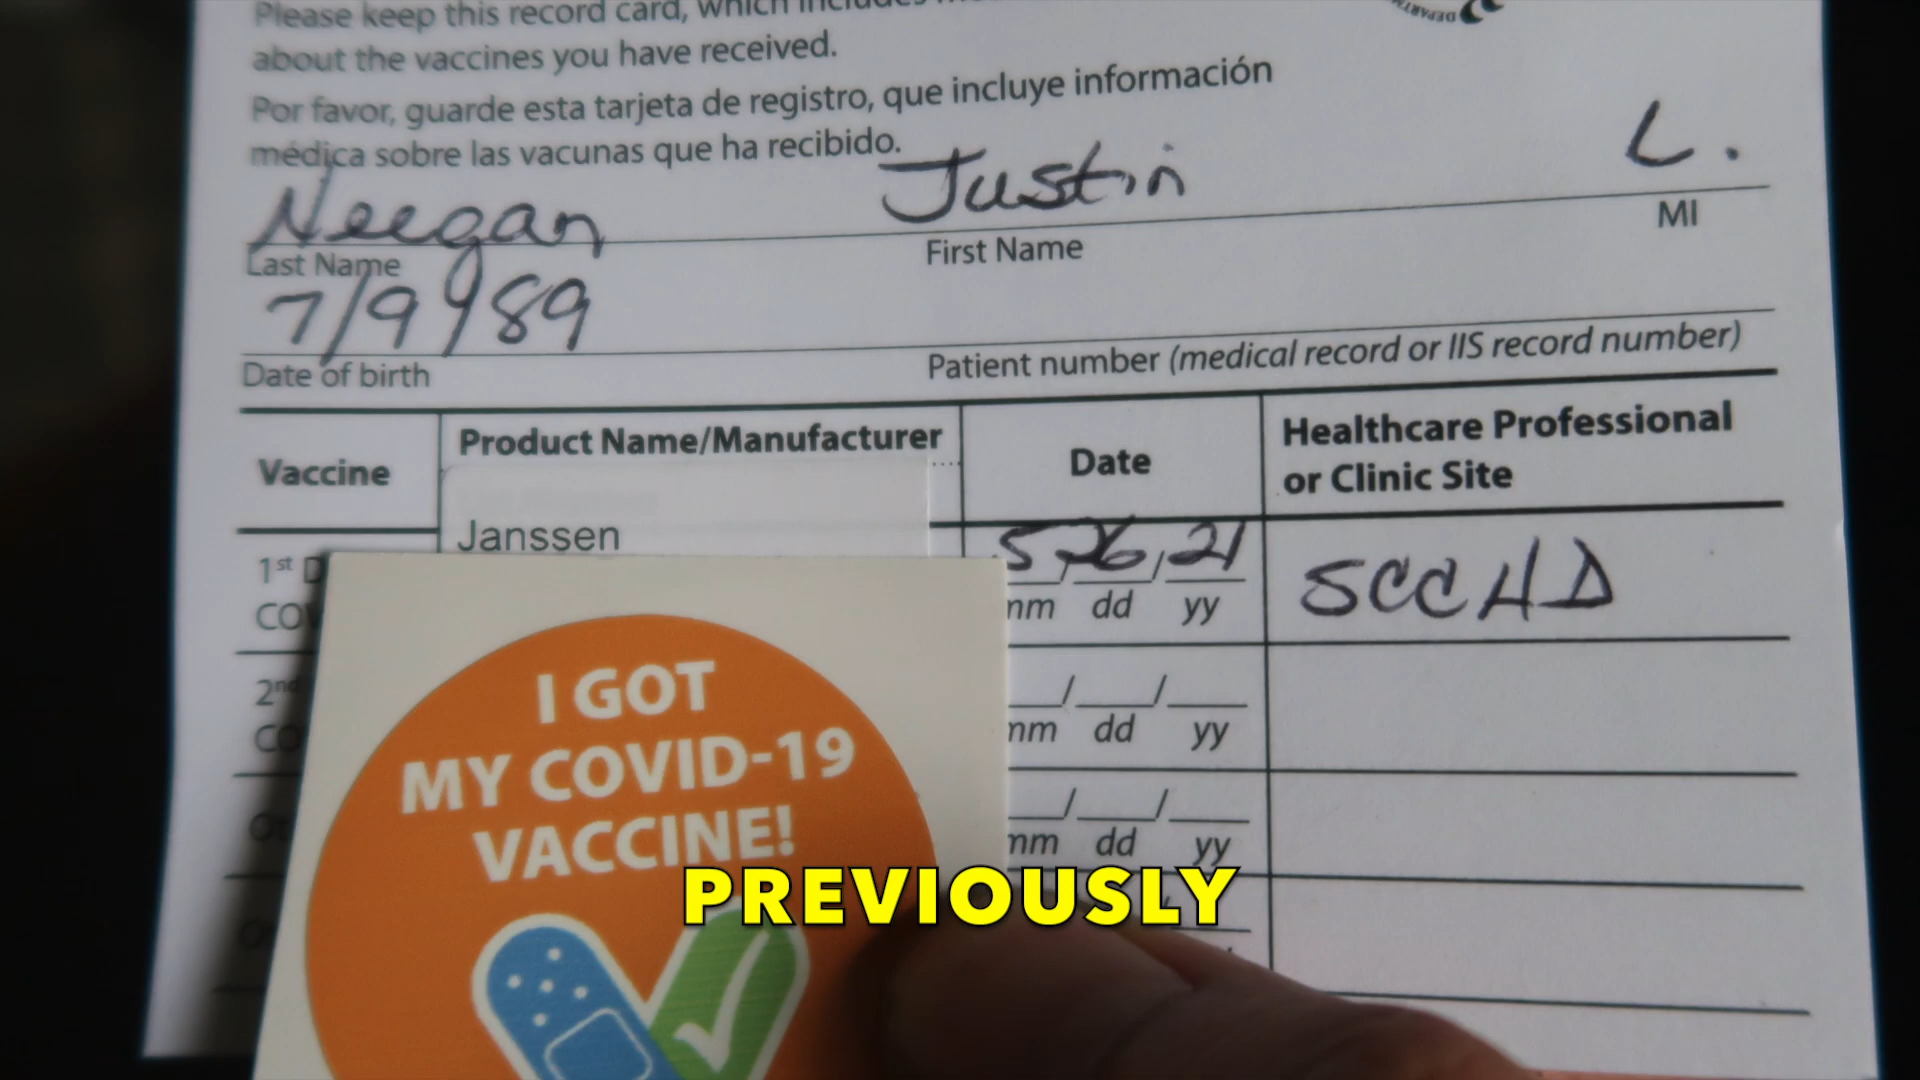 Please keep this record card, which includes
about the vaccines you have received.
Por favor, guarde esta tarjeta de registro, que incluye información
médica sobre las vacunas que ha recibido.
Neegan Justin L.
Last Name First Name MI
7/9/89
Date of birth Patient number (medical record or IIS record number)
Vaccine Product Name/Manufacturer Date Healthcare Professional
or Clinic Site
Janssen
1st 5/26/21 SCCHD
mm dd yy
2nd / /
mm dd yy
/ /
mm dd yy
I GOT
MY COVID-19
VACCINE!
PREVIOUSLY